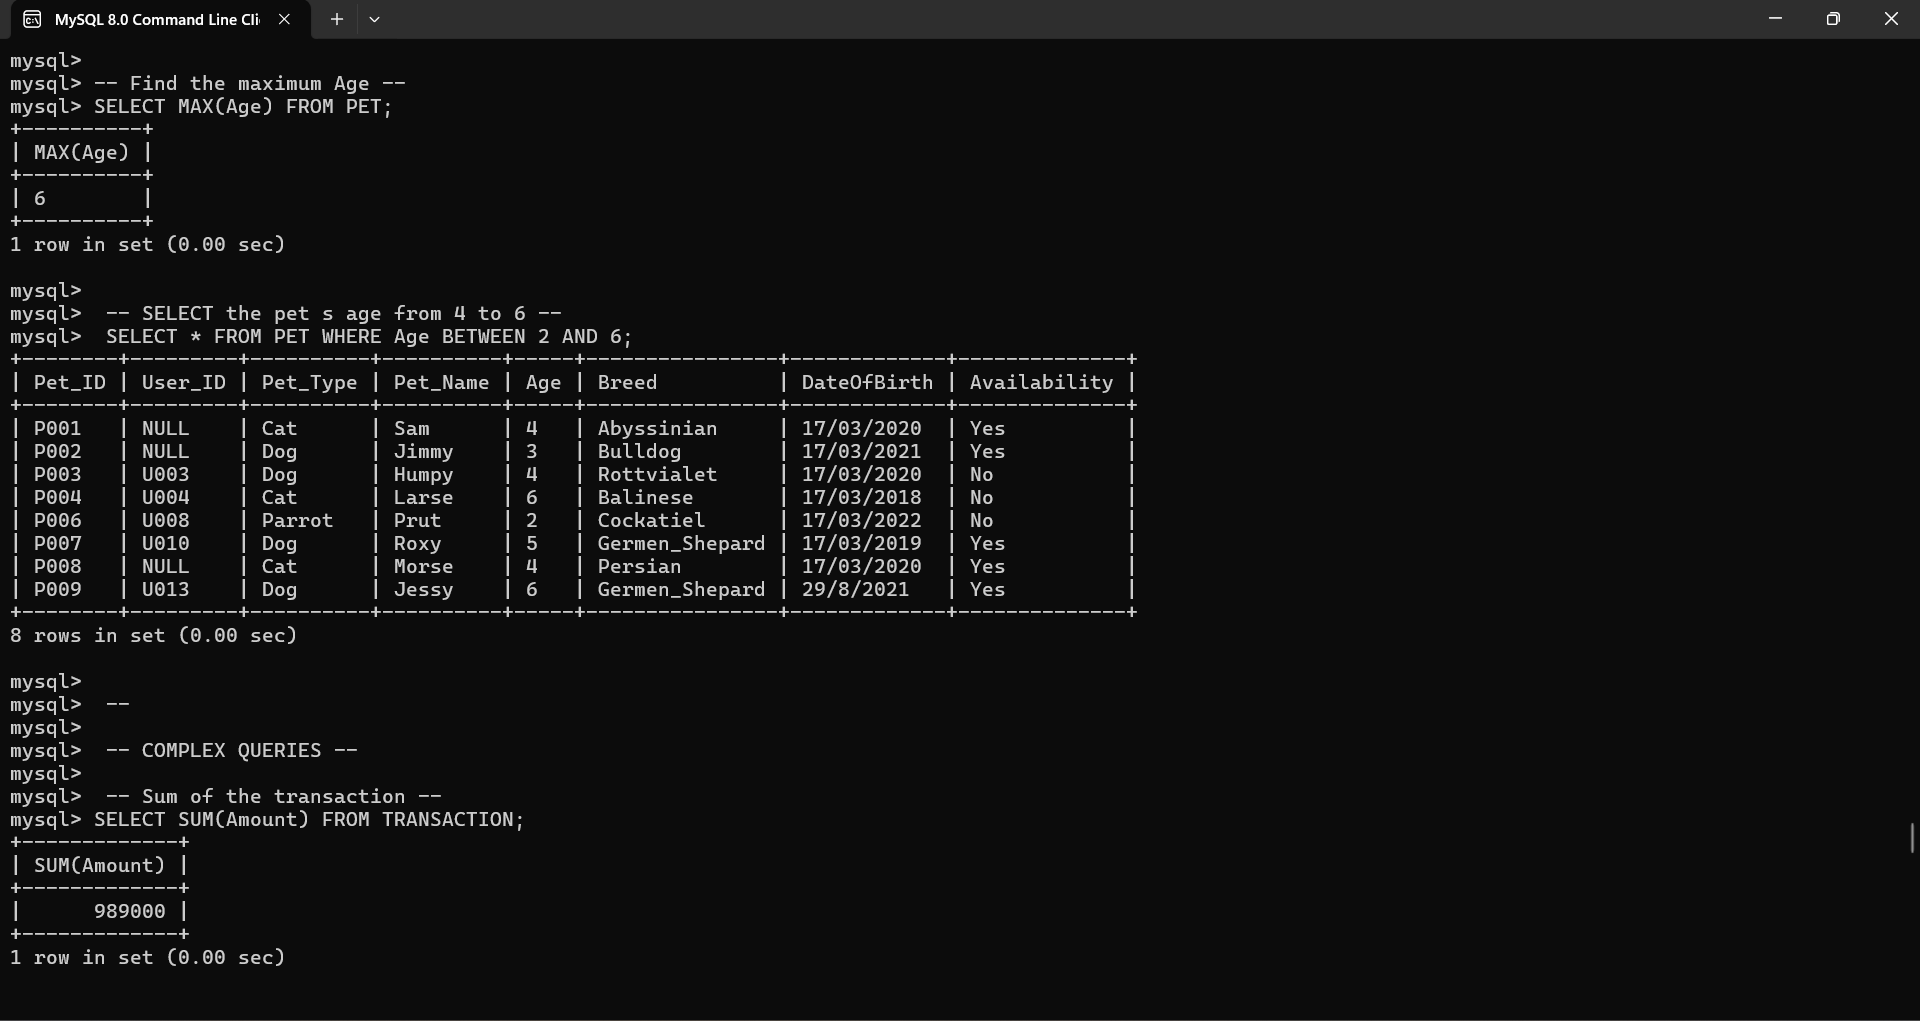 MySQL 8.0 Command Line Cli
mysql>
mysql> -- Find the maximum Age --
mysql> SELECT MAX(Age) FROM PET;
+----------+
| MAX(Age) |
+----------+
| 6        |
+----------+
1 row in set (0.00 sec)
mysql>
mysql>  -- SELECT the pet s age from 4 to 6 --
mysql>  SELECT * FROM PET WHERE Age BETWEEN 2 AND 6;
+--------+---------+----------+----------+-----+----------------+-------------+--------------+
| Pet_ID | User_ID | Pet_Type | Pet_Name | Age | Breed          | DateOfBirth | Availability |
+--------+---------+----------+----------+-----+----------------+-------------+--------------+
| P001   | NULL    | Cat      | Sam      | 4   | Abyssinian     | 17/03/2020  | Yes          |
| P002   | NULL    | Dog      | Jimmy    | 3   | Bulldog        | 17/03/2021  | Yes          |
| P003   | U003    | Dog      | Humpy    | 4   | Rottvialet     | 17/03/2020  | No           |
| P004   | U004    | Cat      | Larse    | 6   | Balinese       | 17/03/2018  | No           |
| P006   | U008    | Parrot   | Prut     | 2   | Cockatiel      | 17/03/2022  | No           |
| P007   | U010    | Dog      | Roxy     | 5   | Germen_Shepard | 17/03/2019  | Yes          |
| P008   | NULL    | Cat      | Morse    | 4   | Persian        | 17/03/2020  | Yes          |
| P009   | U013    | Dog      | Jessy    | 6   | Germen_Shepard | 29/8/2021   | Yes          |
+--------+---------+----------+----------+-----+----------------+-------------+--------------+
8 rows in set (0.00 sec)
mysql>
mysql>  --
mysql>
mysql>  -- COMPLEX QUERIES --
mysql>
mysql>  -- Sum of the transaction --
mysql> SELECT SUM(Amount) FROM TRANSACTION;
+-------------+
| SUM(Amount) |
+-------------+
|      989000 |
+-------------+
1 row in set (0.00 sec)